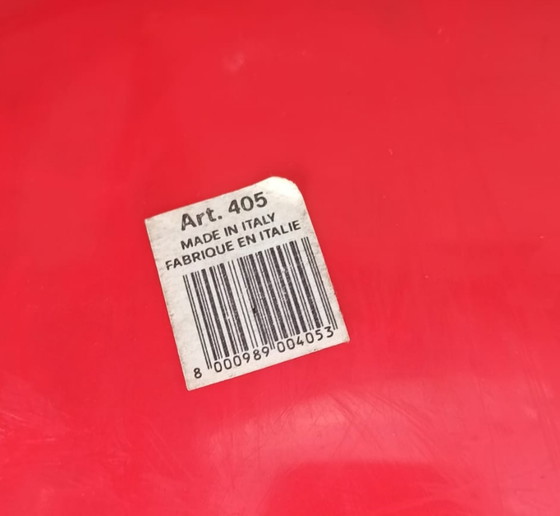 Art. 405
MADE IN ITALY
FABRIQUE EN ITALIE
8 000989 004053